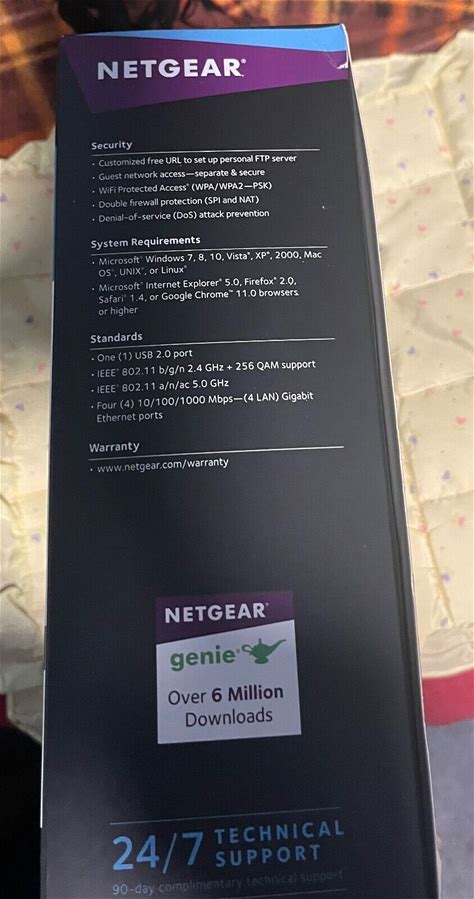 NETGEAR®
Security
• Customized free URL to set up personal FTP server
• Guest network access—separate & secure
• WiFi Protected Access® (WPA/WPA2—PSK)
• Double firewall protection (SPI and NAT)
• Denial-of-service (DoS) attack prevention
System Requirements
• Microsoft® Windows 7, 8, 10, Vista®, XP®, 2000, Mac
OS®, UNIX®, or Linux®
• Microsoft® Internet Explorer® 5.0, Firefox® 2.0,
Safari® 1.4, or Google Chrome™ 11.0 browsers
or higher
Standards
• One (1) USB 2.0 port
• IEEE® 802.11 b/g/n 2.4 GHz + 256 QAM support
• IEEE® 802.11 a/n/ac 5.0 GHz
• Four (4) 10/100/1000 Mbps—(4 LAN) Gigabit
Ethernet ports
Warranty
• www.netgear.com/warranty
NETGEAR®
genie®
Over 6 Million
Downloads
24/7 TECHNICAL
SUPPORT
90-day complimentary technical support